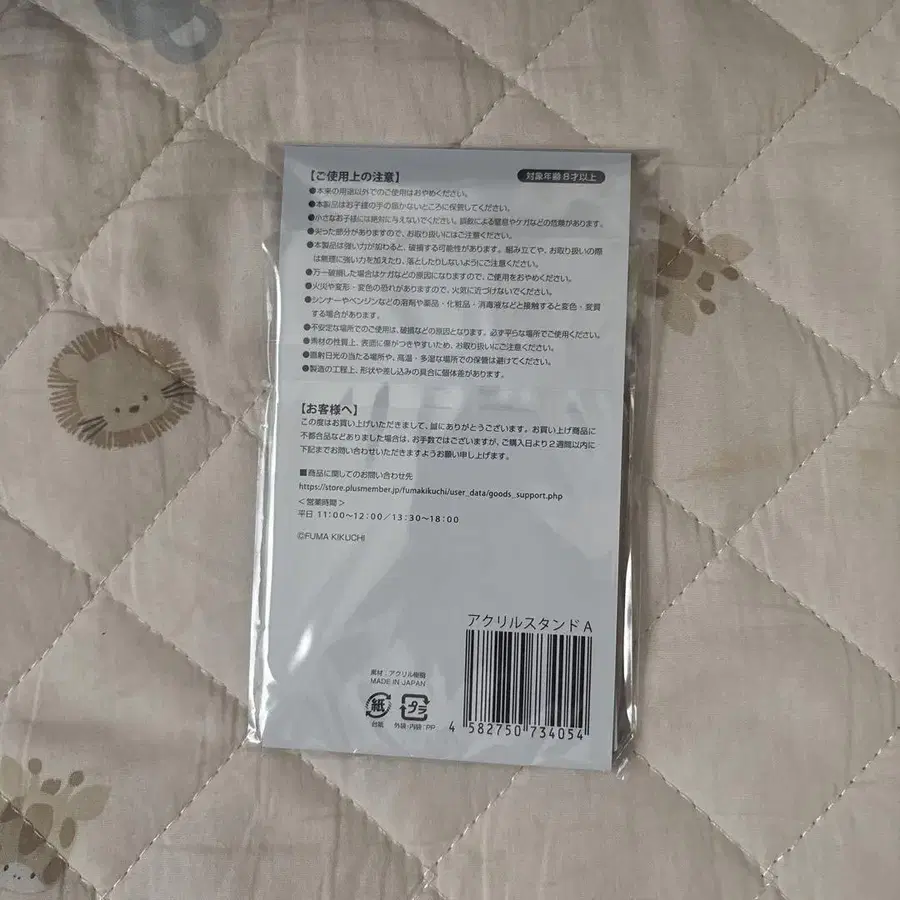 【ご使用上の注意】
対象年齢8才以上
●本来の用途以外でのご使用はおやめください。
●本製品はお子様の手の届かないところに保管してください。
●小さなお子様には絶対に与えないでください。誤飲による窒息やケガなどの危険があります。
●尖った部分がありますので、お取り扱いにはご注意ください。
●本製品は強い力が加わると、破損する可能性があります。組み立てや、お取り扱いの際
は無理に強い力を加えたり、落としたりしないようにご注意ください。
●万一破損した場合はケガなどの原因になりますので、ご使用をおやめください。
●火災や変形・変色の恐れがありますので、火気に近づけないでください。
●シンナーやベンジンなどの溶剤や薬品・化粧品・消毒液などと接触すると変色・変質
する場合があります。
●不安定な場所でのご使用は、破損などの原因となります。必ず平らな場所でご使用ください。
●素材の性質上、表面に傷がつきやすいため、お取り扱いにご注意ください。
●直射日光の当たる場所や、高温・多湿な場所での保管は避けてください。
●製造の工程上、形状や差し込みの具合に個体差があります。
【お客様へ】
この度はお買い上げいただきまして、誠にありがとうございます。お買い上げ商品に
不都合品などありました場合は、お手数ではございますが、ご購入日より2週間以内に
下記までお問い合わせいただきますようお願い申し上げます。
■商品に関してのお問い合わせ先
https://store.plusmember.jp/fumakikuchi/user_data/goods_support.php
＜営業時間＞
平日 11:00〜12:00／13:30〜18:00
©FUMA KIKUCHI
アクリルスタンド A
素材：アクリル樹脂
MADE IN JAPAN
紙
プラ
台紙
外袋・内袋：PP
4 582750 734054